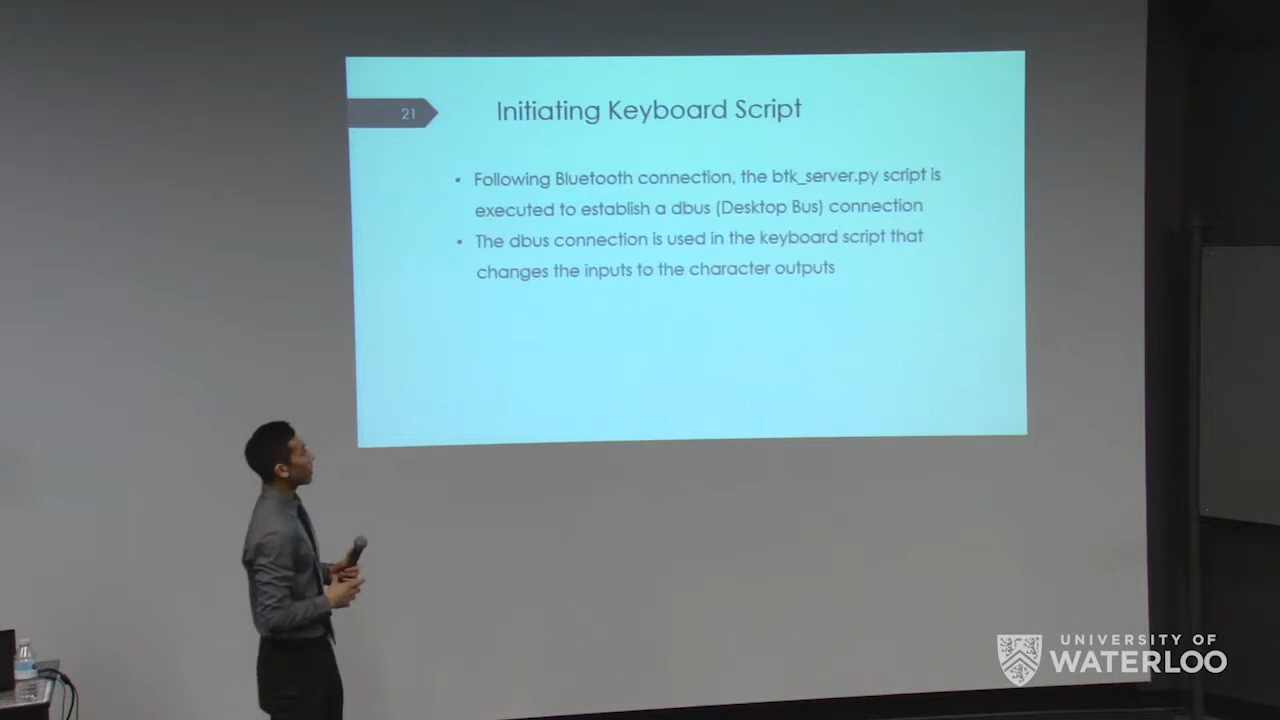 21
Initiating Keyboard Script
• Following Bluetooth connection, the btk_server.py script is
executed to establish a dbus (Desktop Bus) connection
• The dbus connection is used in the keyboard script that
changes the inputs to the character outputs
UNIVERSITY OF
WATERLOO